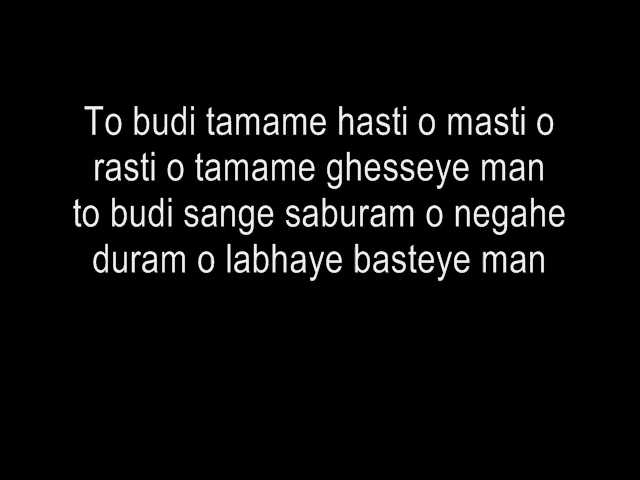 To budi tamame hasti o masti o
rasti o tamame ghesseye man
to budi sange saburam o negahe
duram o labhaye basteye man